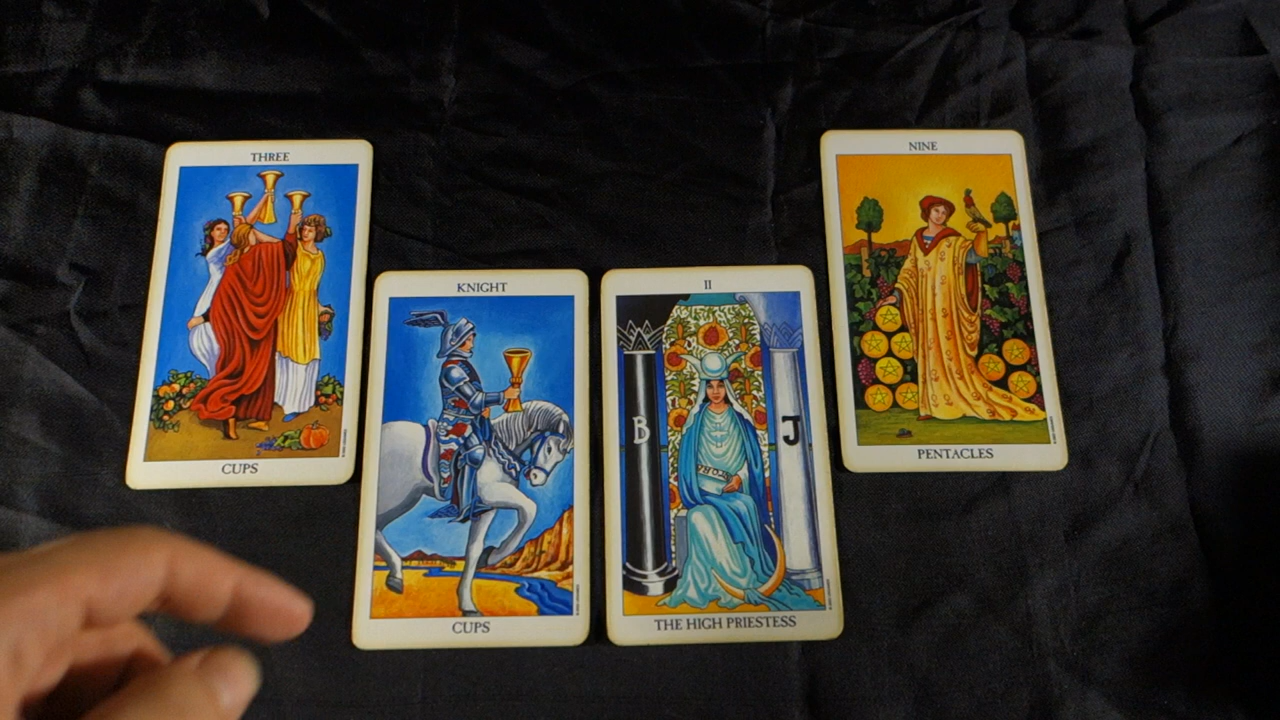 THREE
CUPS
KNIGHT
CUPS
II
B
J
THE HIGH PRIESTESS
NINE
PENTACLES